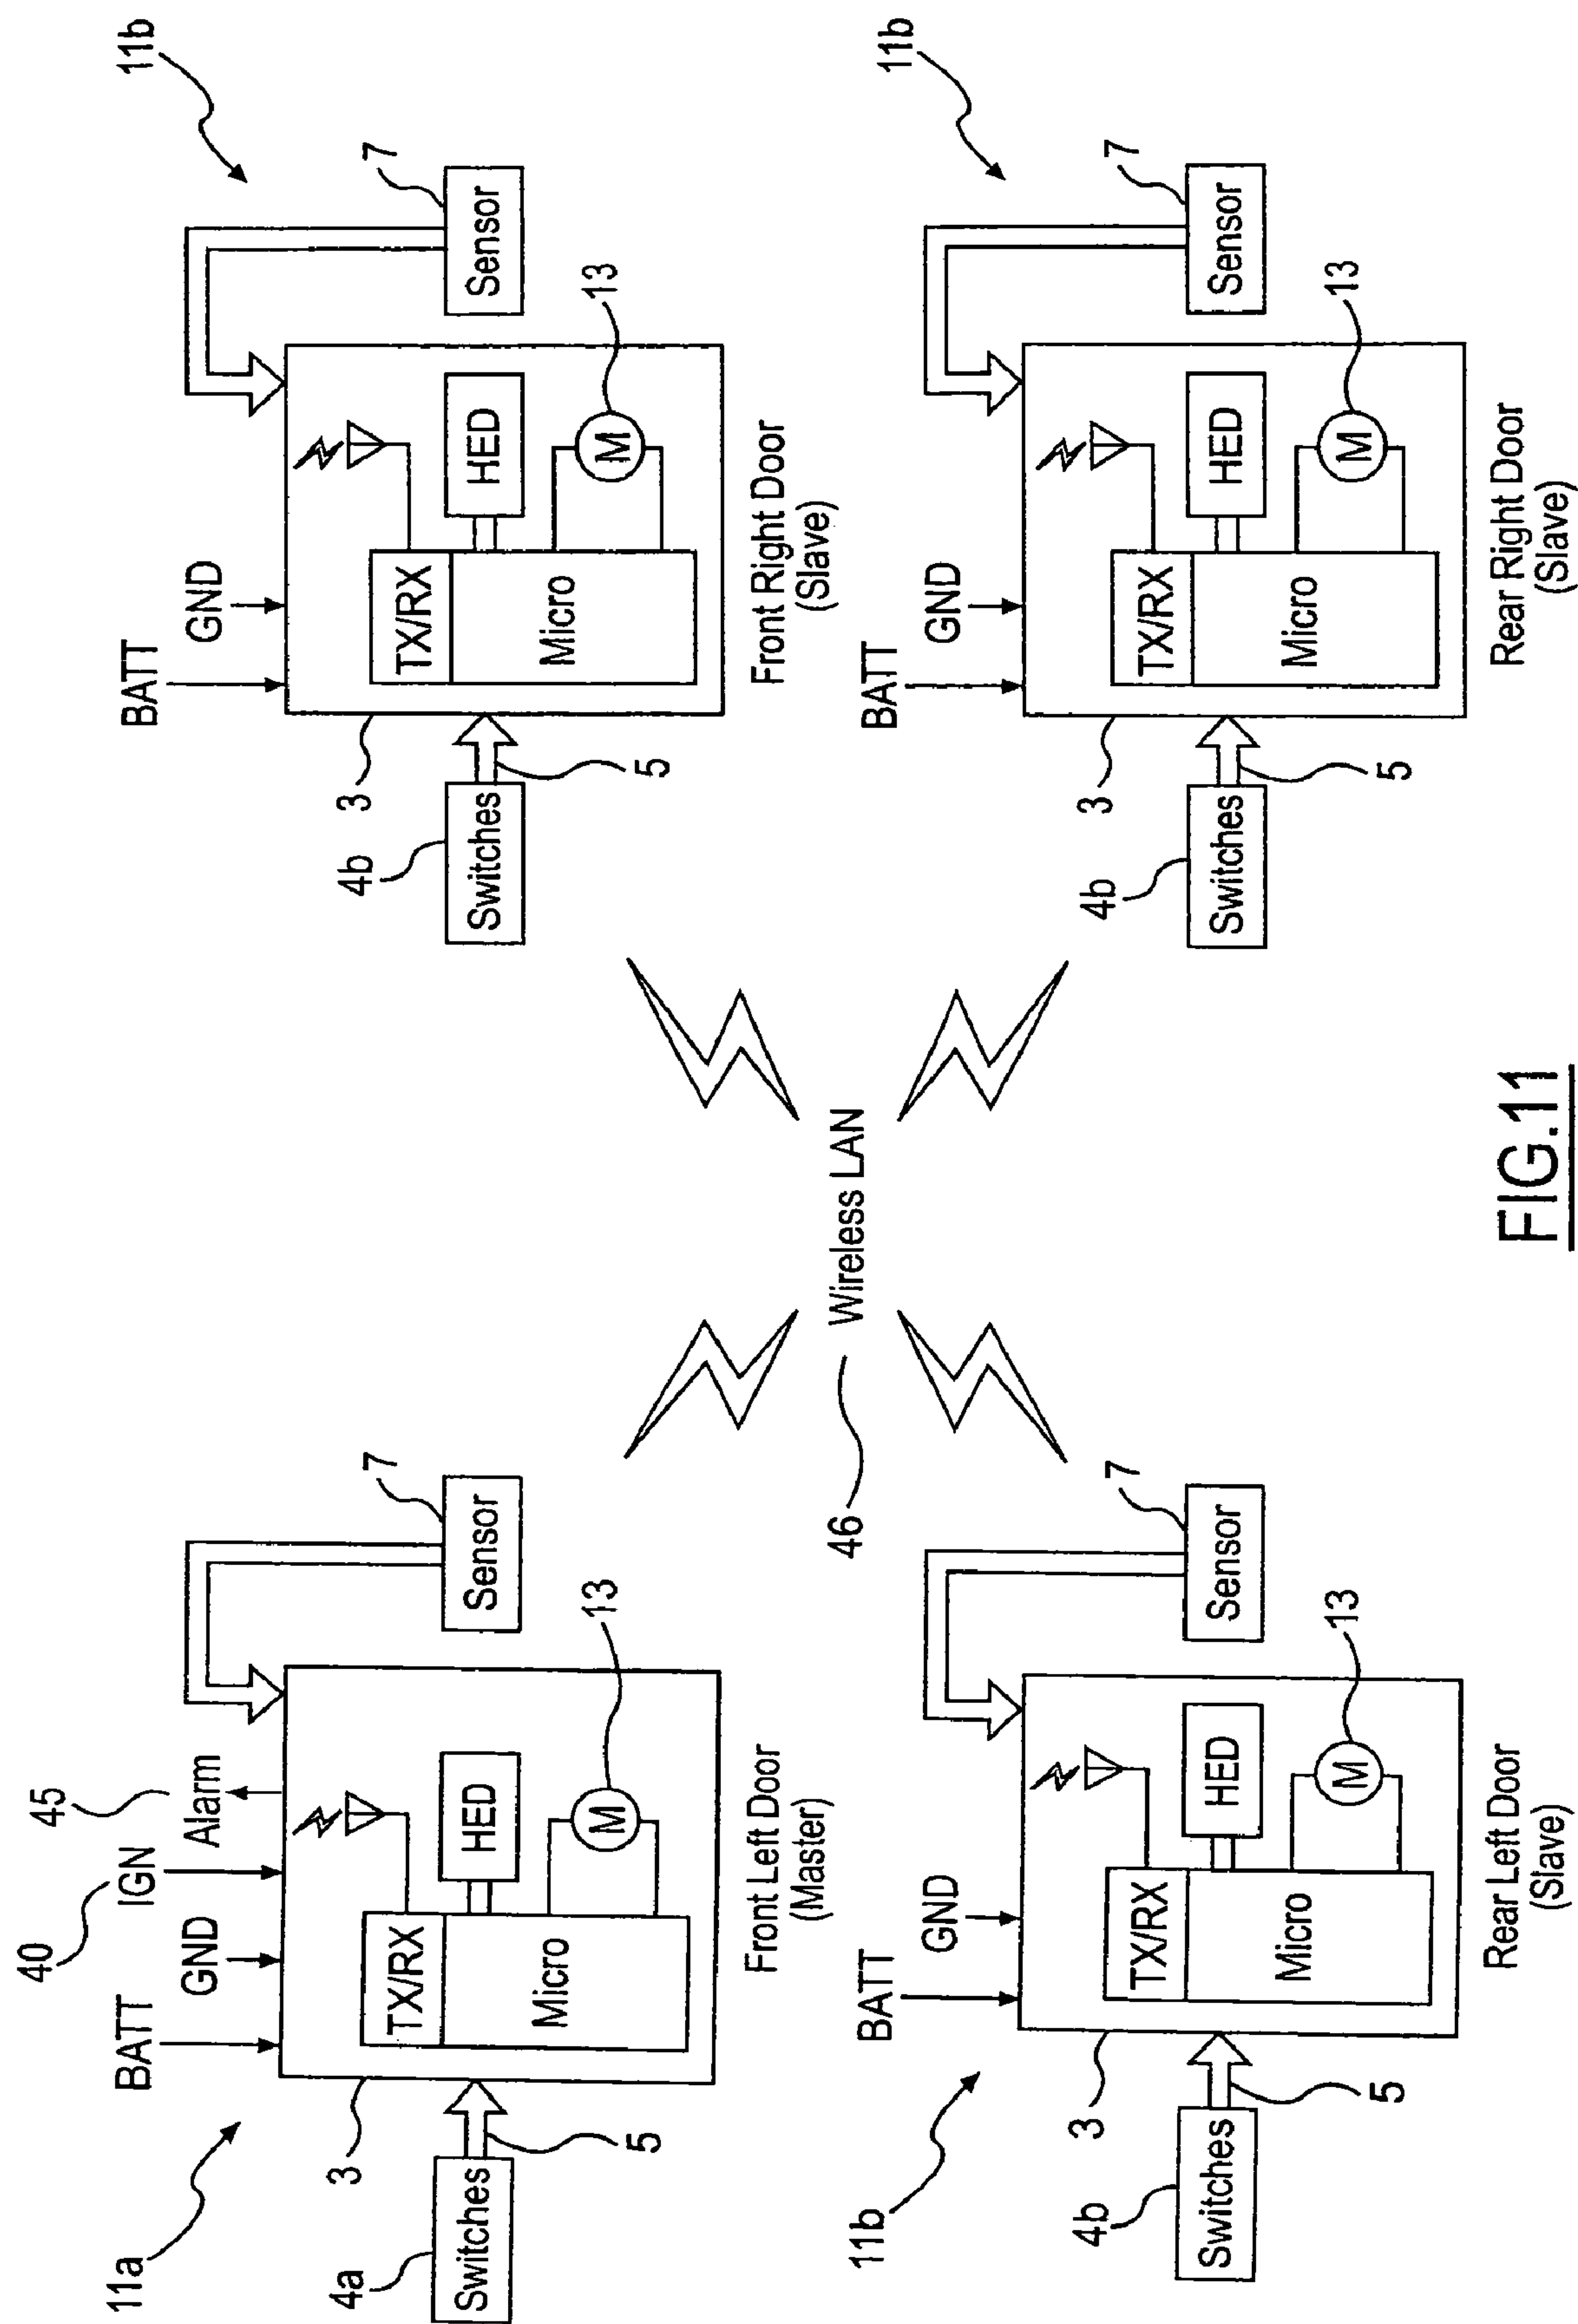 11a
40
45
BATT
GND
IGN
Alarm
3
4a
Switches
5
TX/RX
Micro
HED
M
13
7
Sensor
Front Left Door
(Master)
11b
BATT
GND
3
4b
Switches
5
TX/RX
Micro
HED
M
13
7
Sensor
Front Right Door
(Slave)
46
Wireless LAN
11b
BATT
GND
3
4b
Switches
5
TX/RX
Micro
HED
M
13
7
Sensor
Rear Left Door
(Slave)
11b
BATT
GND
3
4b
Switches
5
TX/RX
Micro
HED
M
13
7
Sensor
Rear Right Door
(Slave)
FIG.11